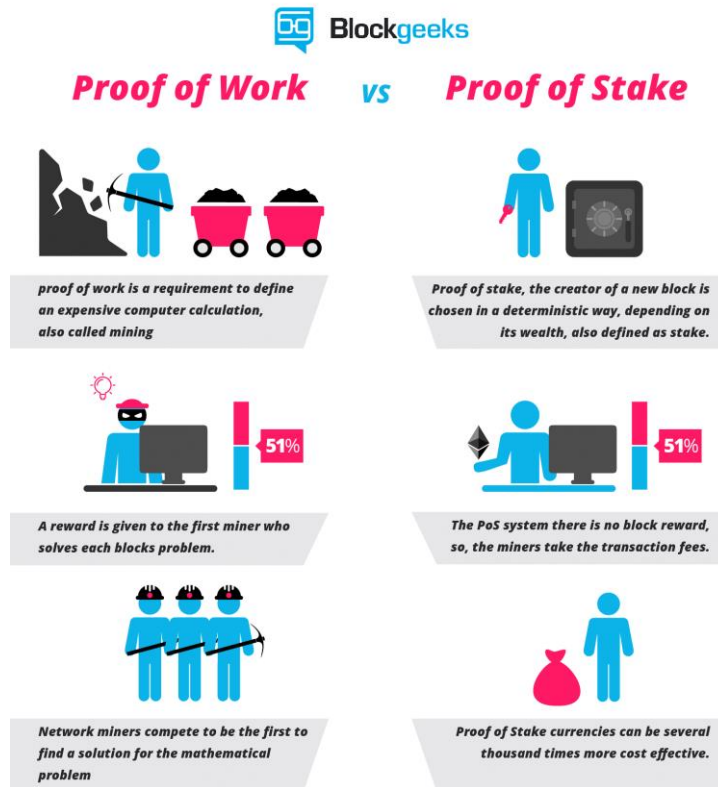 Blockgeeks
Proof of Work vs Proof of Stake
proof of work is a requirement to define
an expensive computer calculation,
also called mining
Proof of stake, the creator of a new block is
chosen in a deterministic way, depending on
its wealth, also defined as stake.
51%
51%
A reward is given to the first miner who
solves each blocks problem.
The PoS system there is no block reward,
so, the miners take the transaction fees.
Network miners compete to be the first to
find a solution for the mathematical
problem
Proof of Stake currencies can be several
thousand times more cost effective.